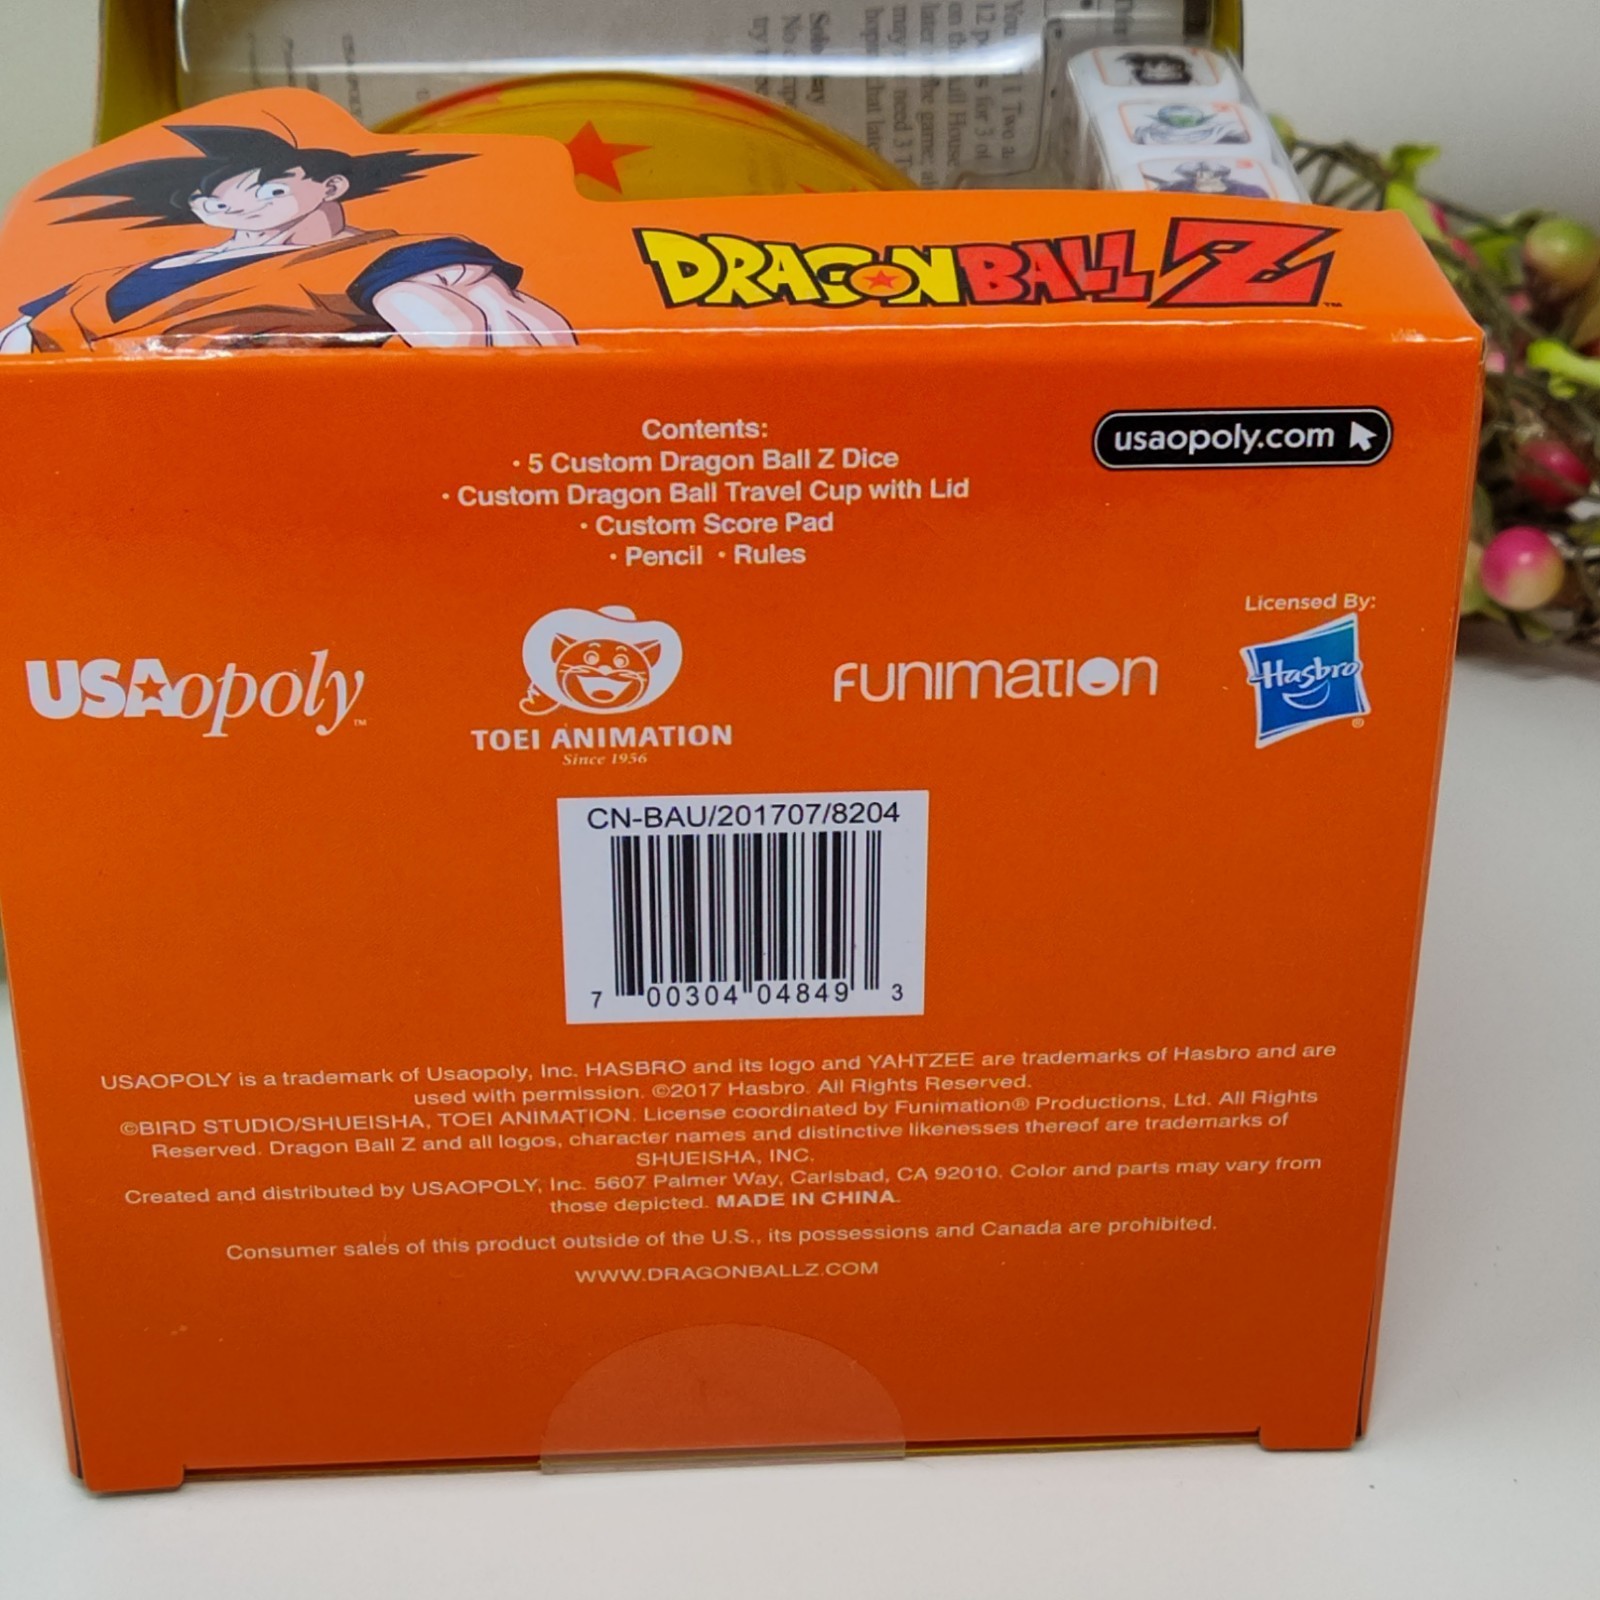 DRAGON BALL Z
TM
Contents:
• 5 Custom Dragon Ball Z Dice
• Custom Dragon Ball Travel Cup with Lid
• Custom Score Pad
• Pencil • Rules
usaopoly.com
USAopoly™
TOEI ANIMATION
Since 1956
FUnimation
Licensed By:
Hasbro
®
CN-BAU/201707/8204
7 00304 04849 3
USAOPOLY is a trademark of Usaopoly, Inc. HASBRO and its logo and YAHTZEE are trademarks of Hasbro and are
used with permission. ©2017 Hasbro. All Rights Reserved.
©BIRD STUDIO/SHUEISHA, TOEI ANIMATION. License coordinated by Funimation® Productions, Ltd. All Rights
Reserved. Dragon Ball Z and all logos, character names and distinctive likenesses thereof are trademarks of
SHUEISHA, INC.
Created and distributed by USAOPOLY, Inc. 5607 Palmer Way, Carlsbad, CA 92010. Color and parts may vary from
those depicted. MADE IN CHINA.
Consumer sales of this product outside of the U.S., its possessions and Canada are prohibited.
WWW.DRAGONBALLZ.COM